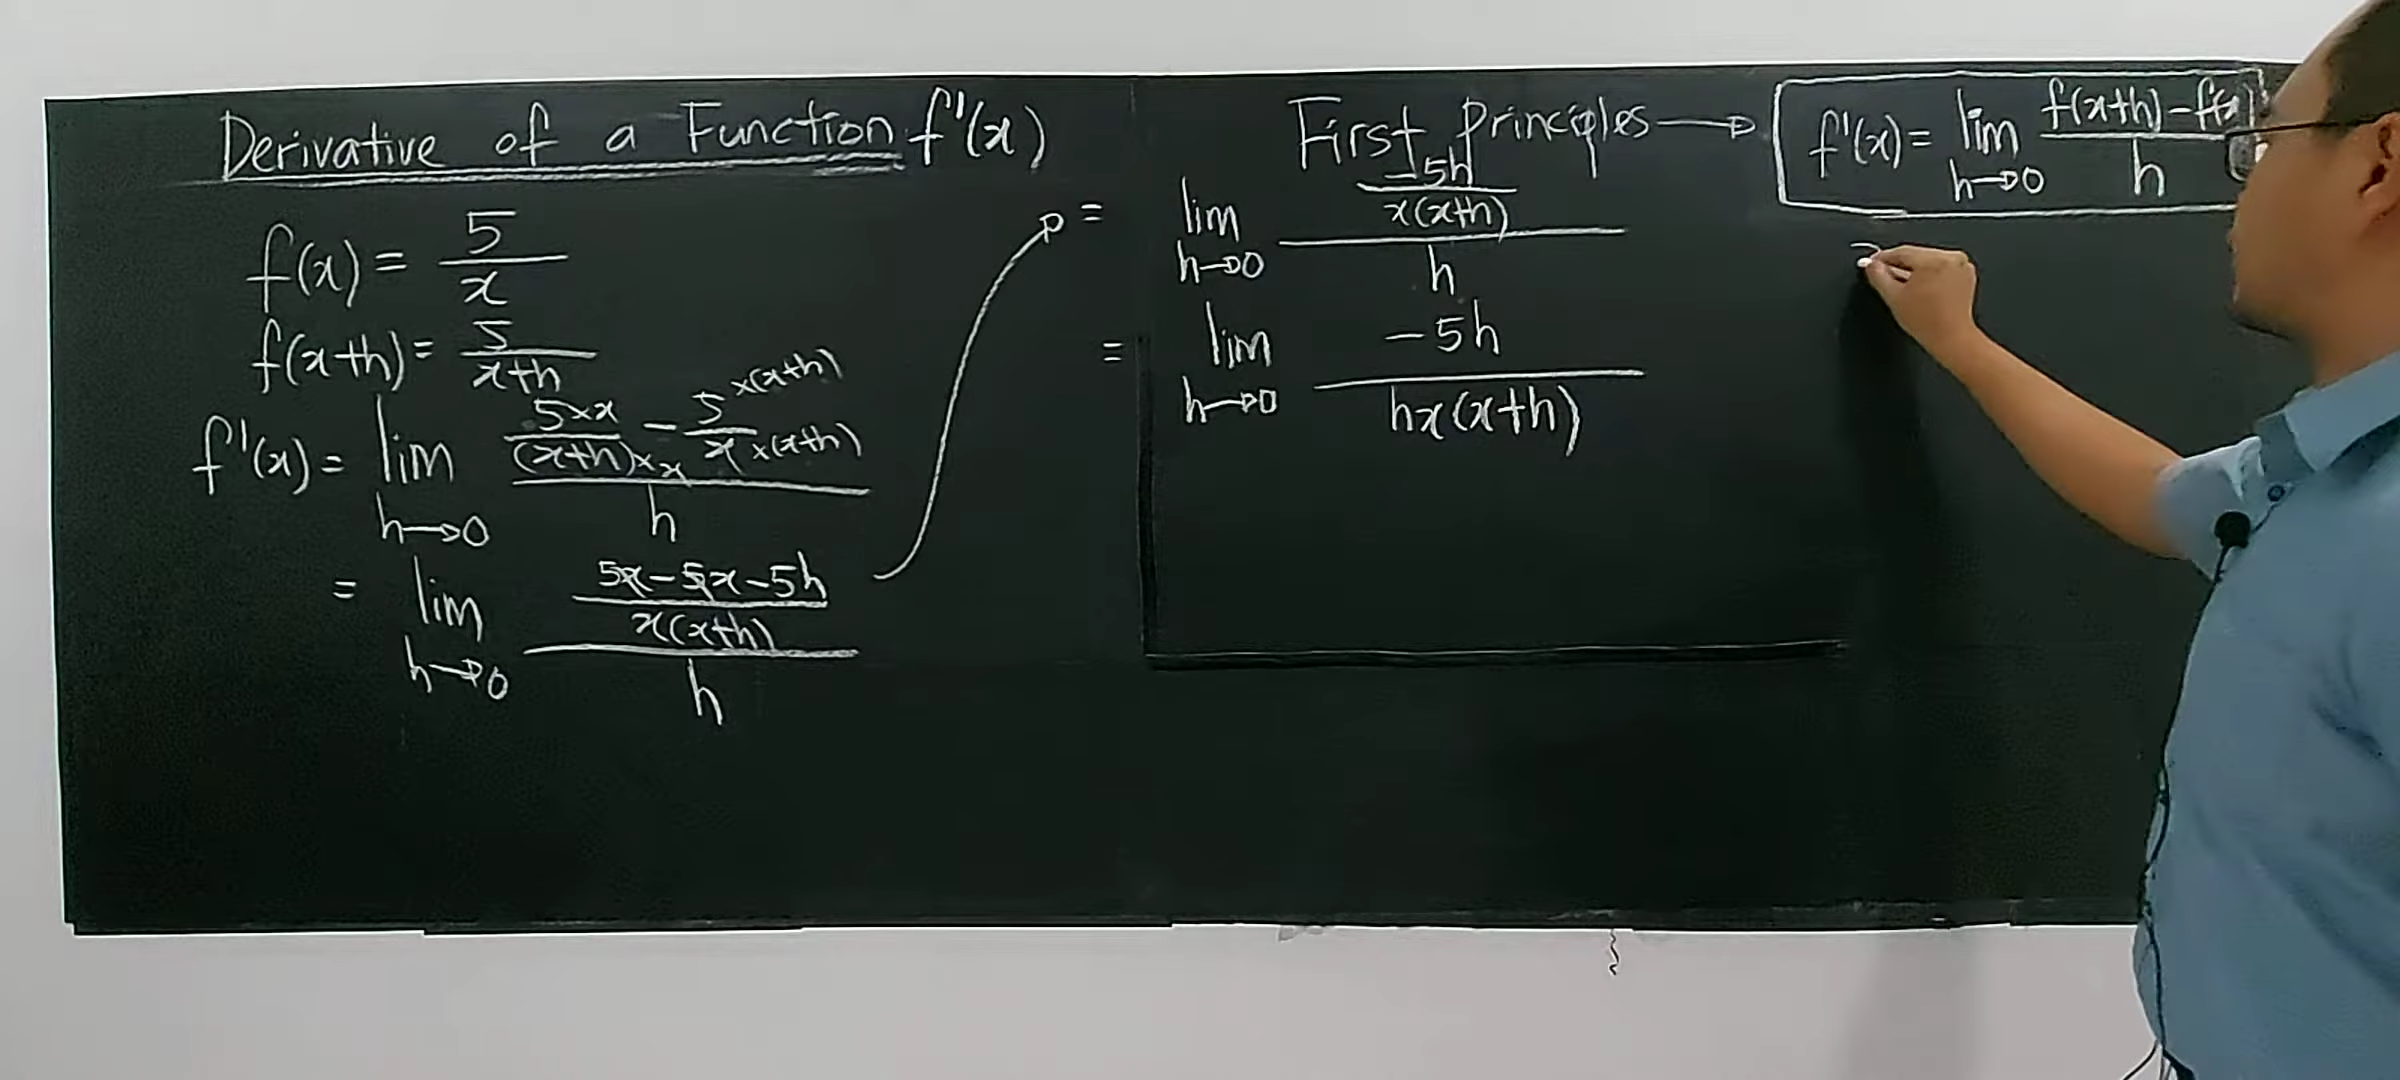 Derivative of a Function f'(x)
f(x) = 5/x
f(x+h) = 5/(x+h)
f'(x) = lim h→0 ((5×x)/((x+h)×x) − (5×(x+h))/(x×(x+h)))/h
= lim h→0 ((5x−5x−5h)/(x(x+h)))/h
First Principles → f'(x) = lim h→0 (f(x+h)−f(x))/h
= lim h→0 (−5h/(x(x+h)))/h
= lim h→0 −5h/(hx(x+h))